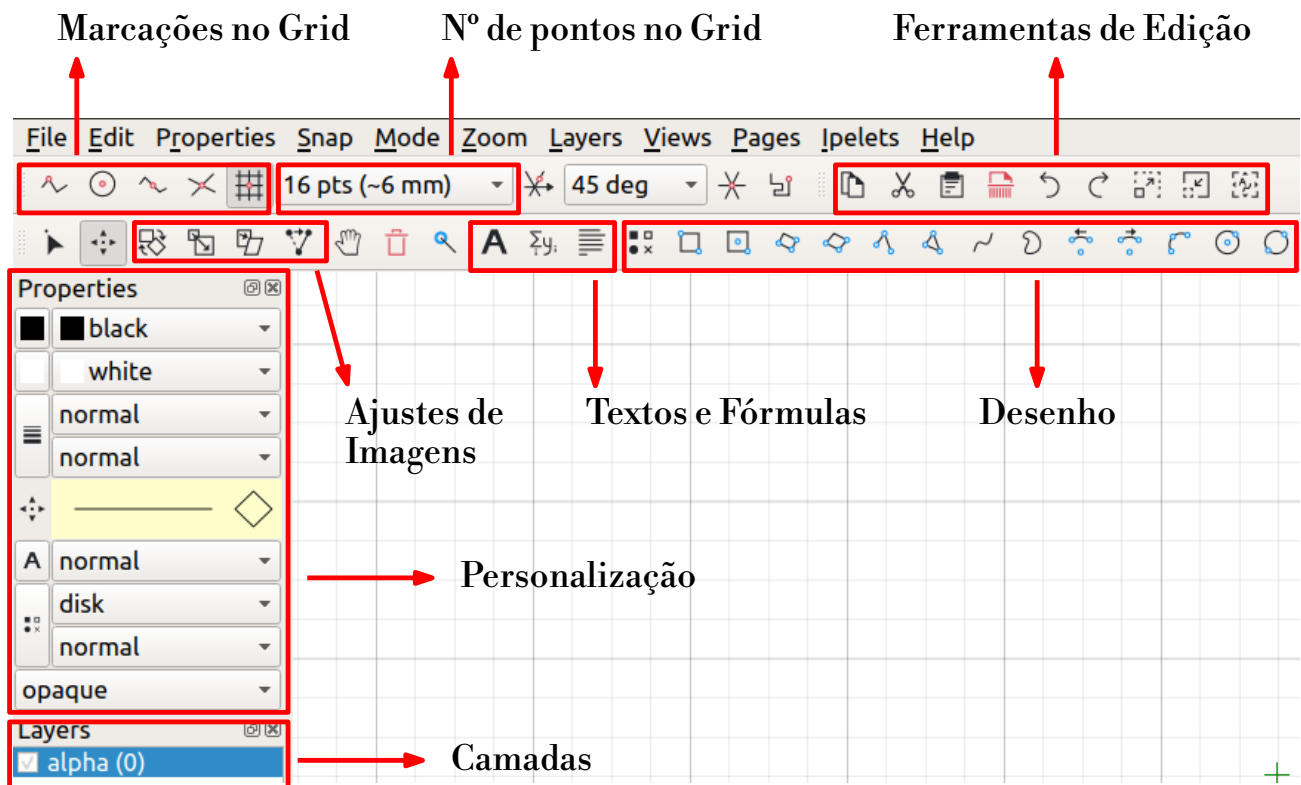 Marcações no Grid Nº de pontos no Grid Ferramentas de Edição
File Edit Properties Snap Mode Zoom Layers Views Pages Ipelets Help
16 pts (~6 mm) 45 deg
A Σyᵢ
Properties
black
white
normal
Ajustes de Imagens
Textos e Fórmulas
Desenho
normal
A normal
Personalização
disk
normal
opaque
Layers
alpha (0)
Camadas